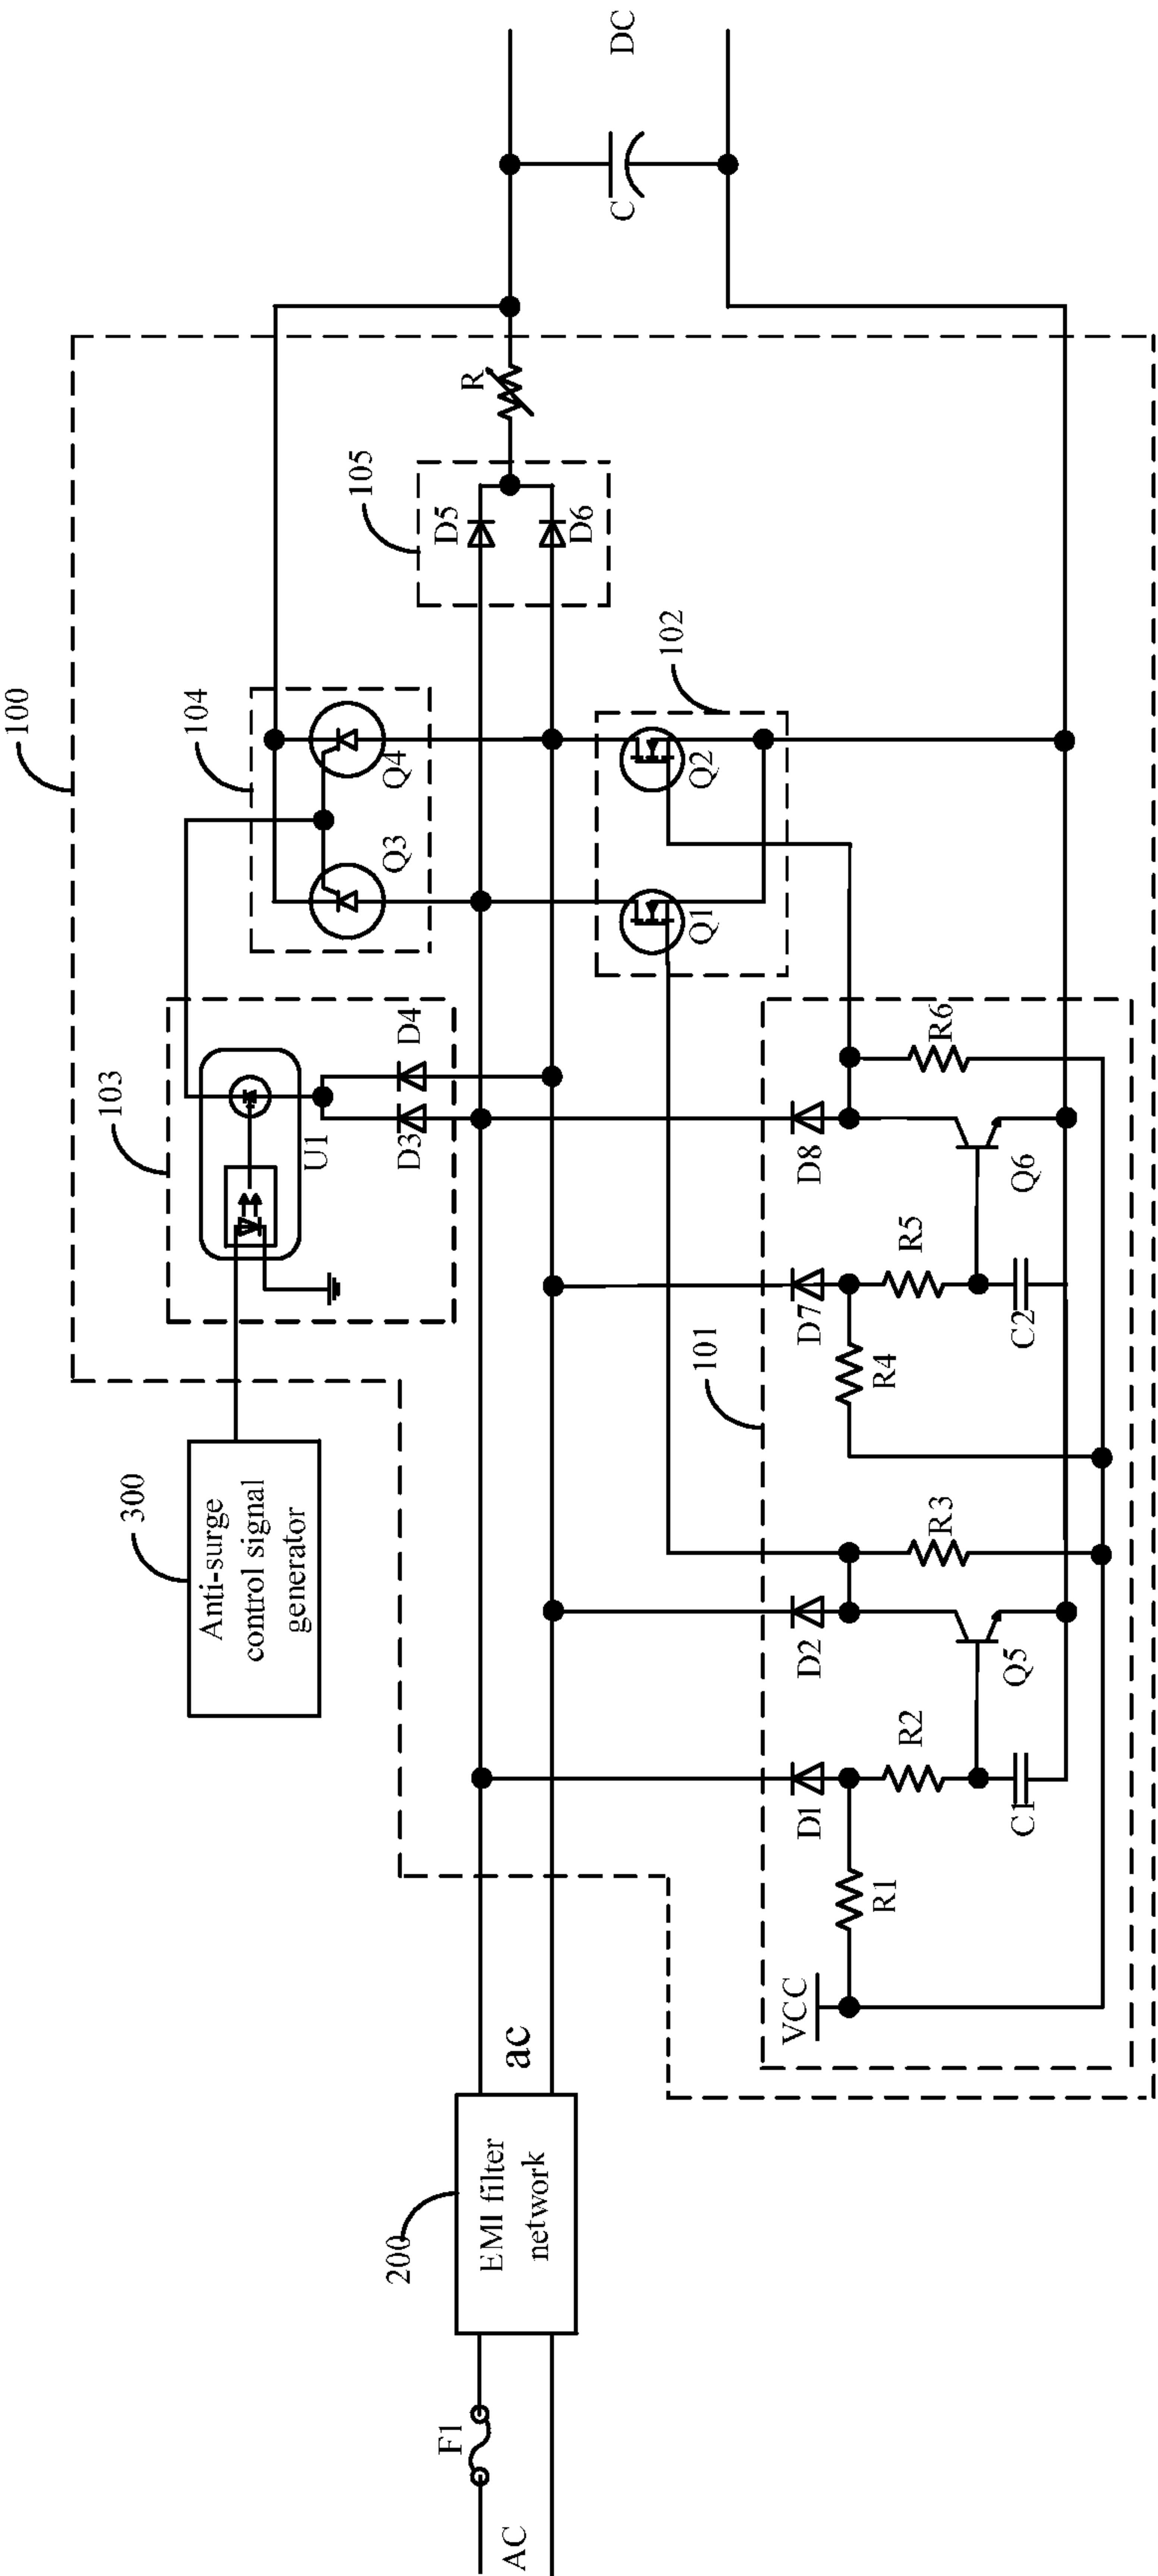 100
104
103
300
Anti-surge
control signal
generator
U1
D3
D4
Q3
Q4
105
D5
D6
R
C
DC
102
Q1
Q2
101
AC
F1
200
EMI filter
network
ac
VCC
R1
D1
R2
C1
D2
Q5
R3
R4
D7
R5
C2
D8
Q6
R6